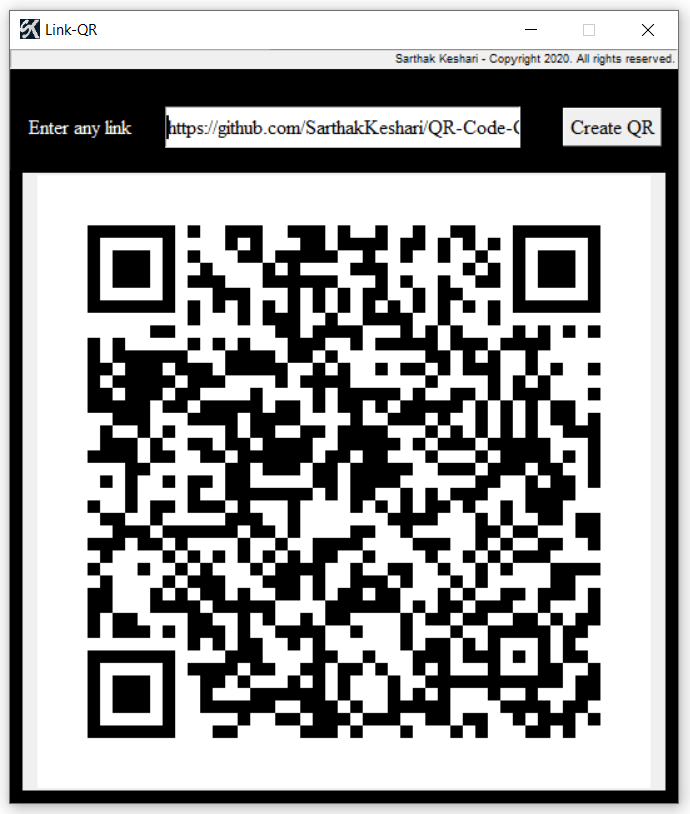 Link-QR
Sarthak Keshari - Copyright 2020. All rights reserved.
Enter any link
https://github.com/SarthakKeshari/QR-Code-G
Create QR